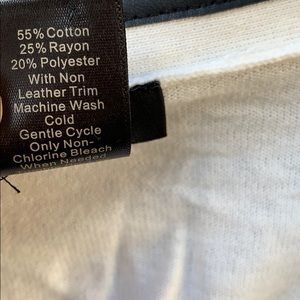 55% Cotton
25% Rayon
20% Polyester
With Non
Leather Trim
Machine Wash
Cold
Gentle Cycle
Only Non-
Chlorine Bleach
When Needed